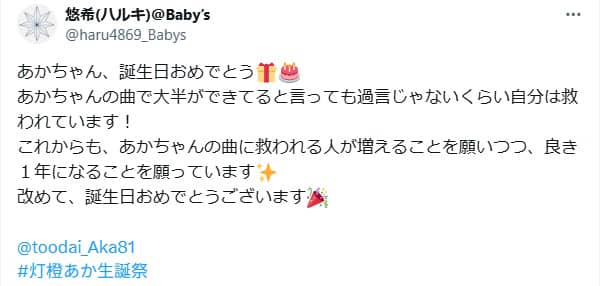 悠希(ハルキ)@Baby’s
@haru4869_Babys
あかちゃん、誕生日おめでとう🎁🎂
あかちゃんの曲で大半ができてると言っても過言じゃないくらい自分は救
われています！
これからも、あかちゃんの曲に救われる人が増えることを願いつつ、良き
１年になることを願っています✨
改めて、誕生日おめでとうございます🎉
@toodai_Aka81
#灯橙あか生誕祭